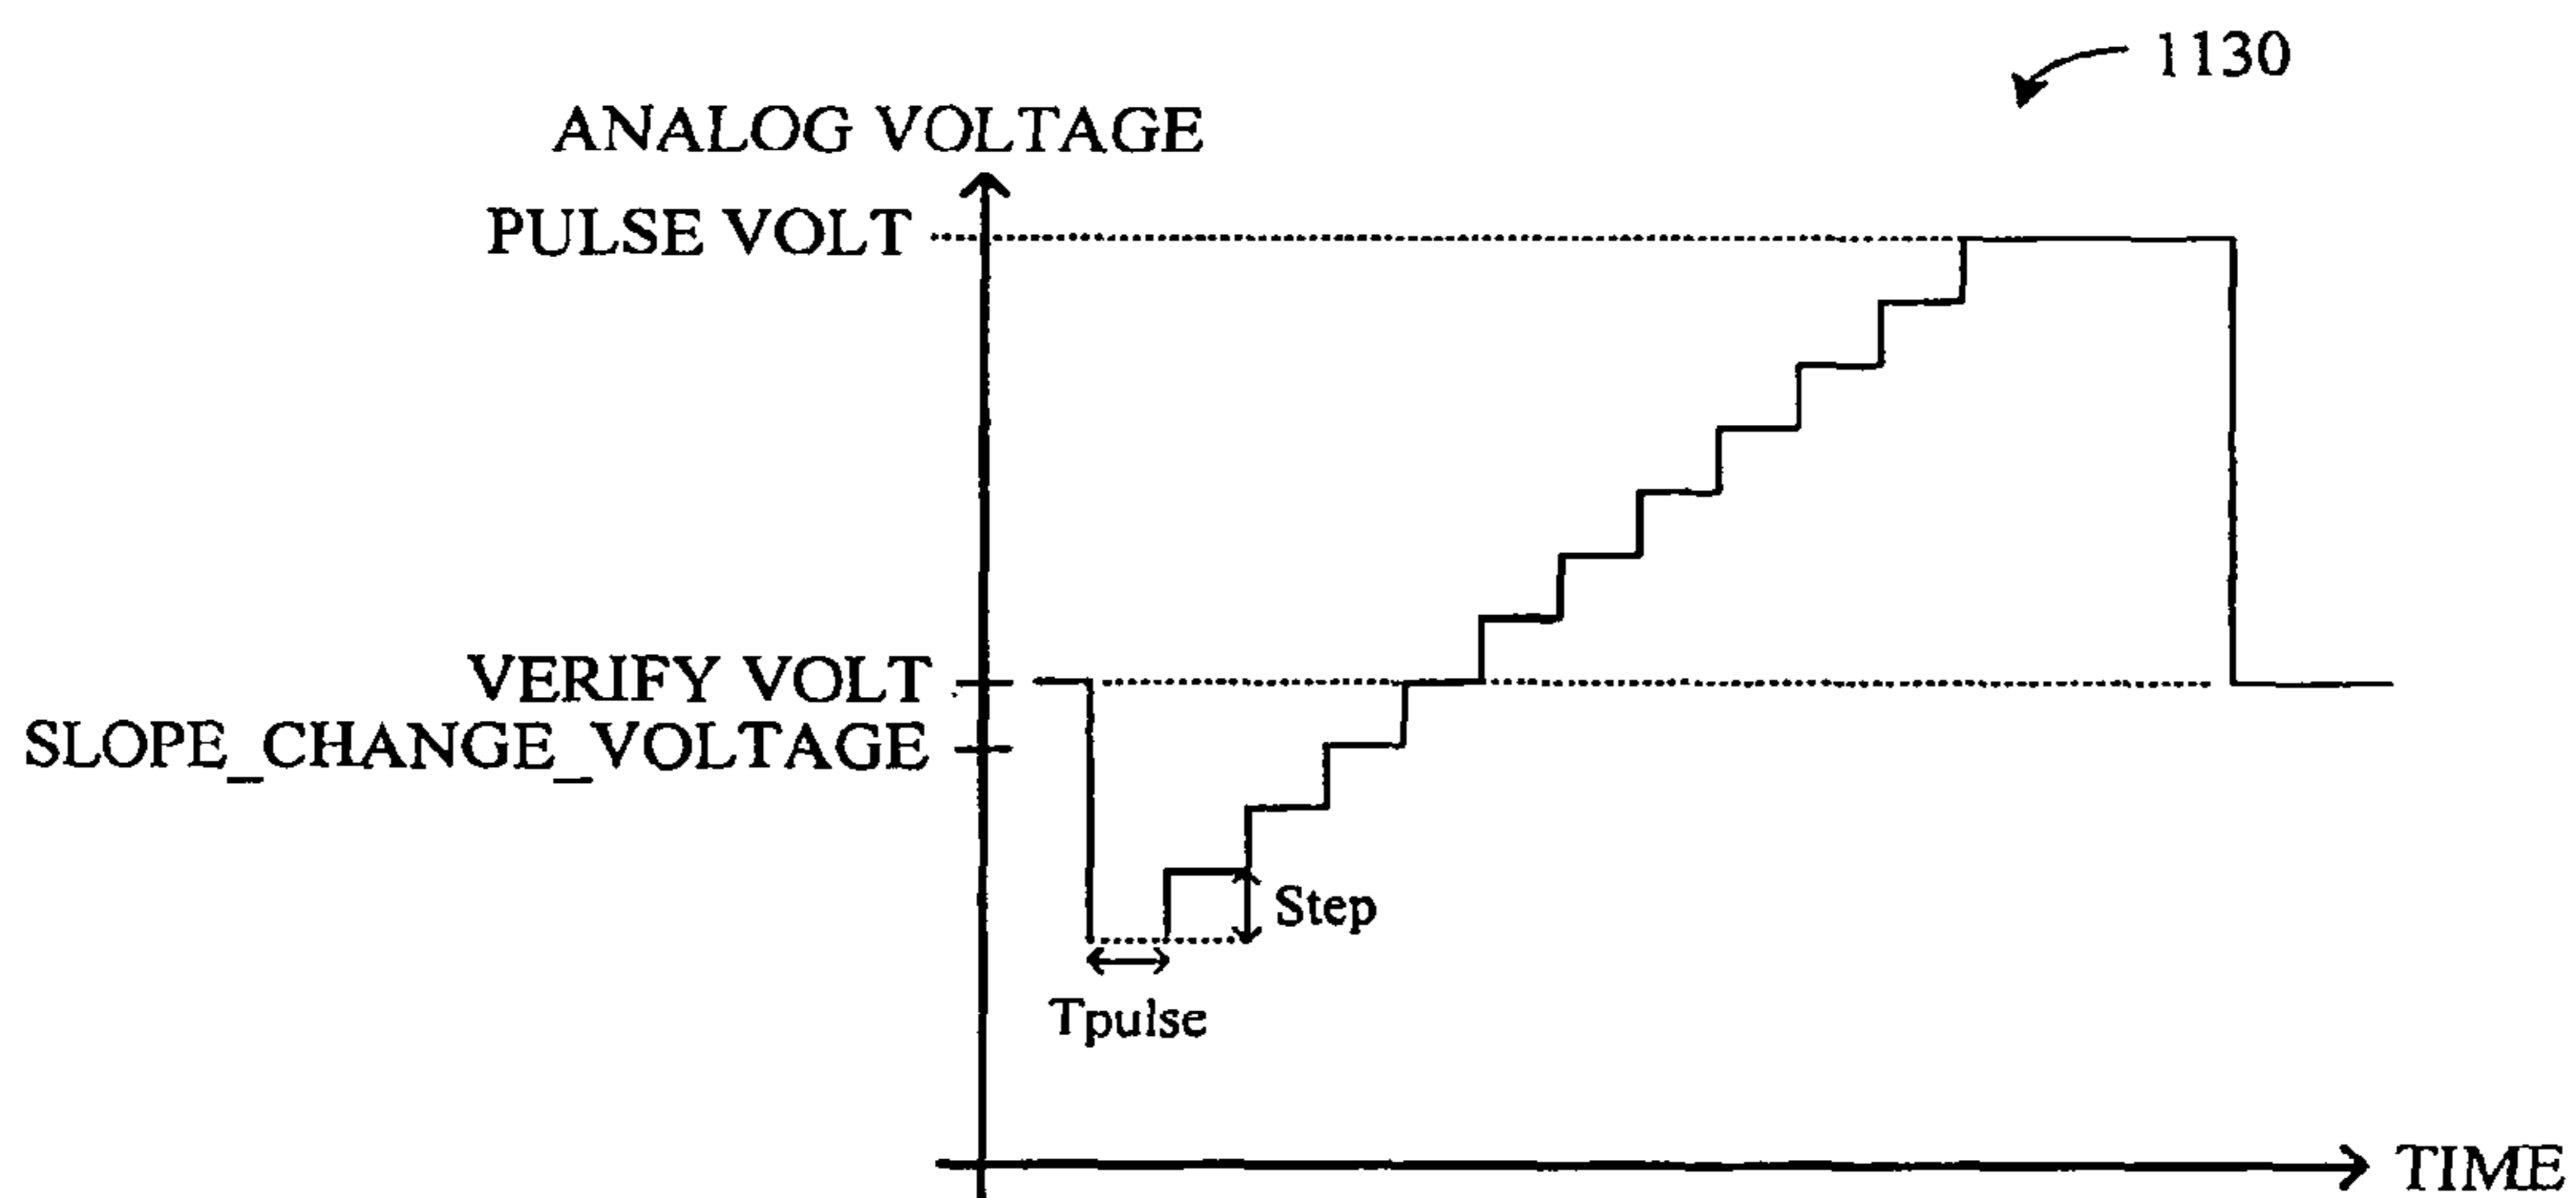 1130
ANALOG VOLTAGE
PULSE VOLT
VERIFY VOLT
SLOPE_CHANGE_VOLTAGE
Step
Tpulse
TIME